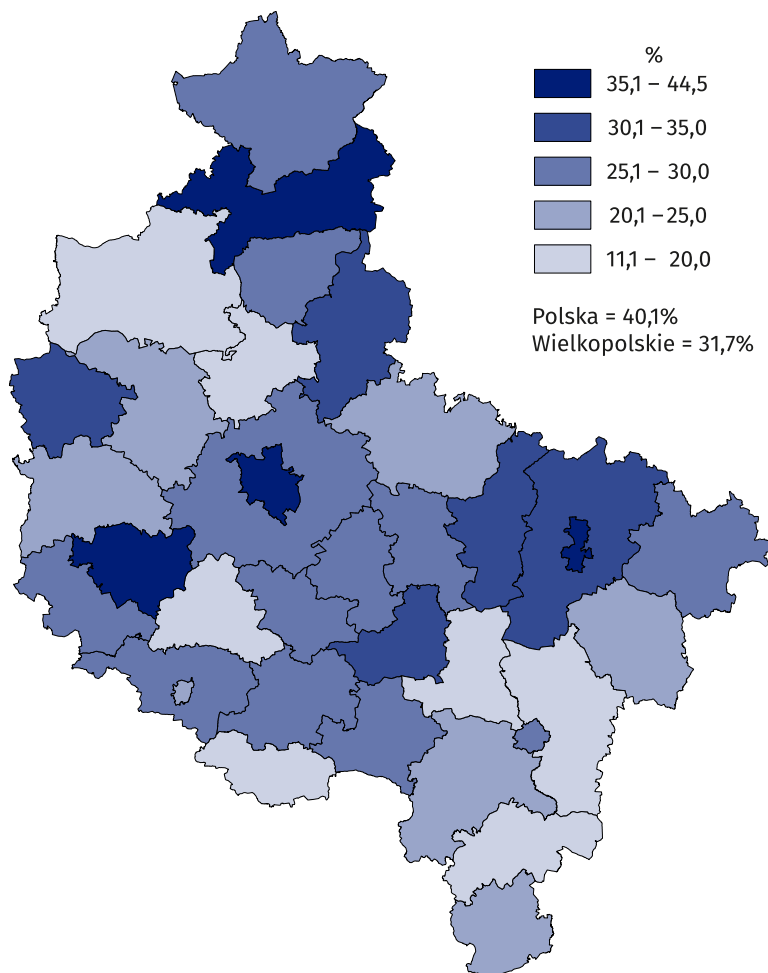 %
35,1 – 44,5
30,1 – 35,0
25,1 – 30,0
20,1 – 25,0
11,1 – 20,0
Polska = 40,1%
Wielkopolskie = 31,7%